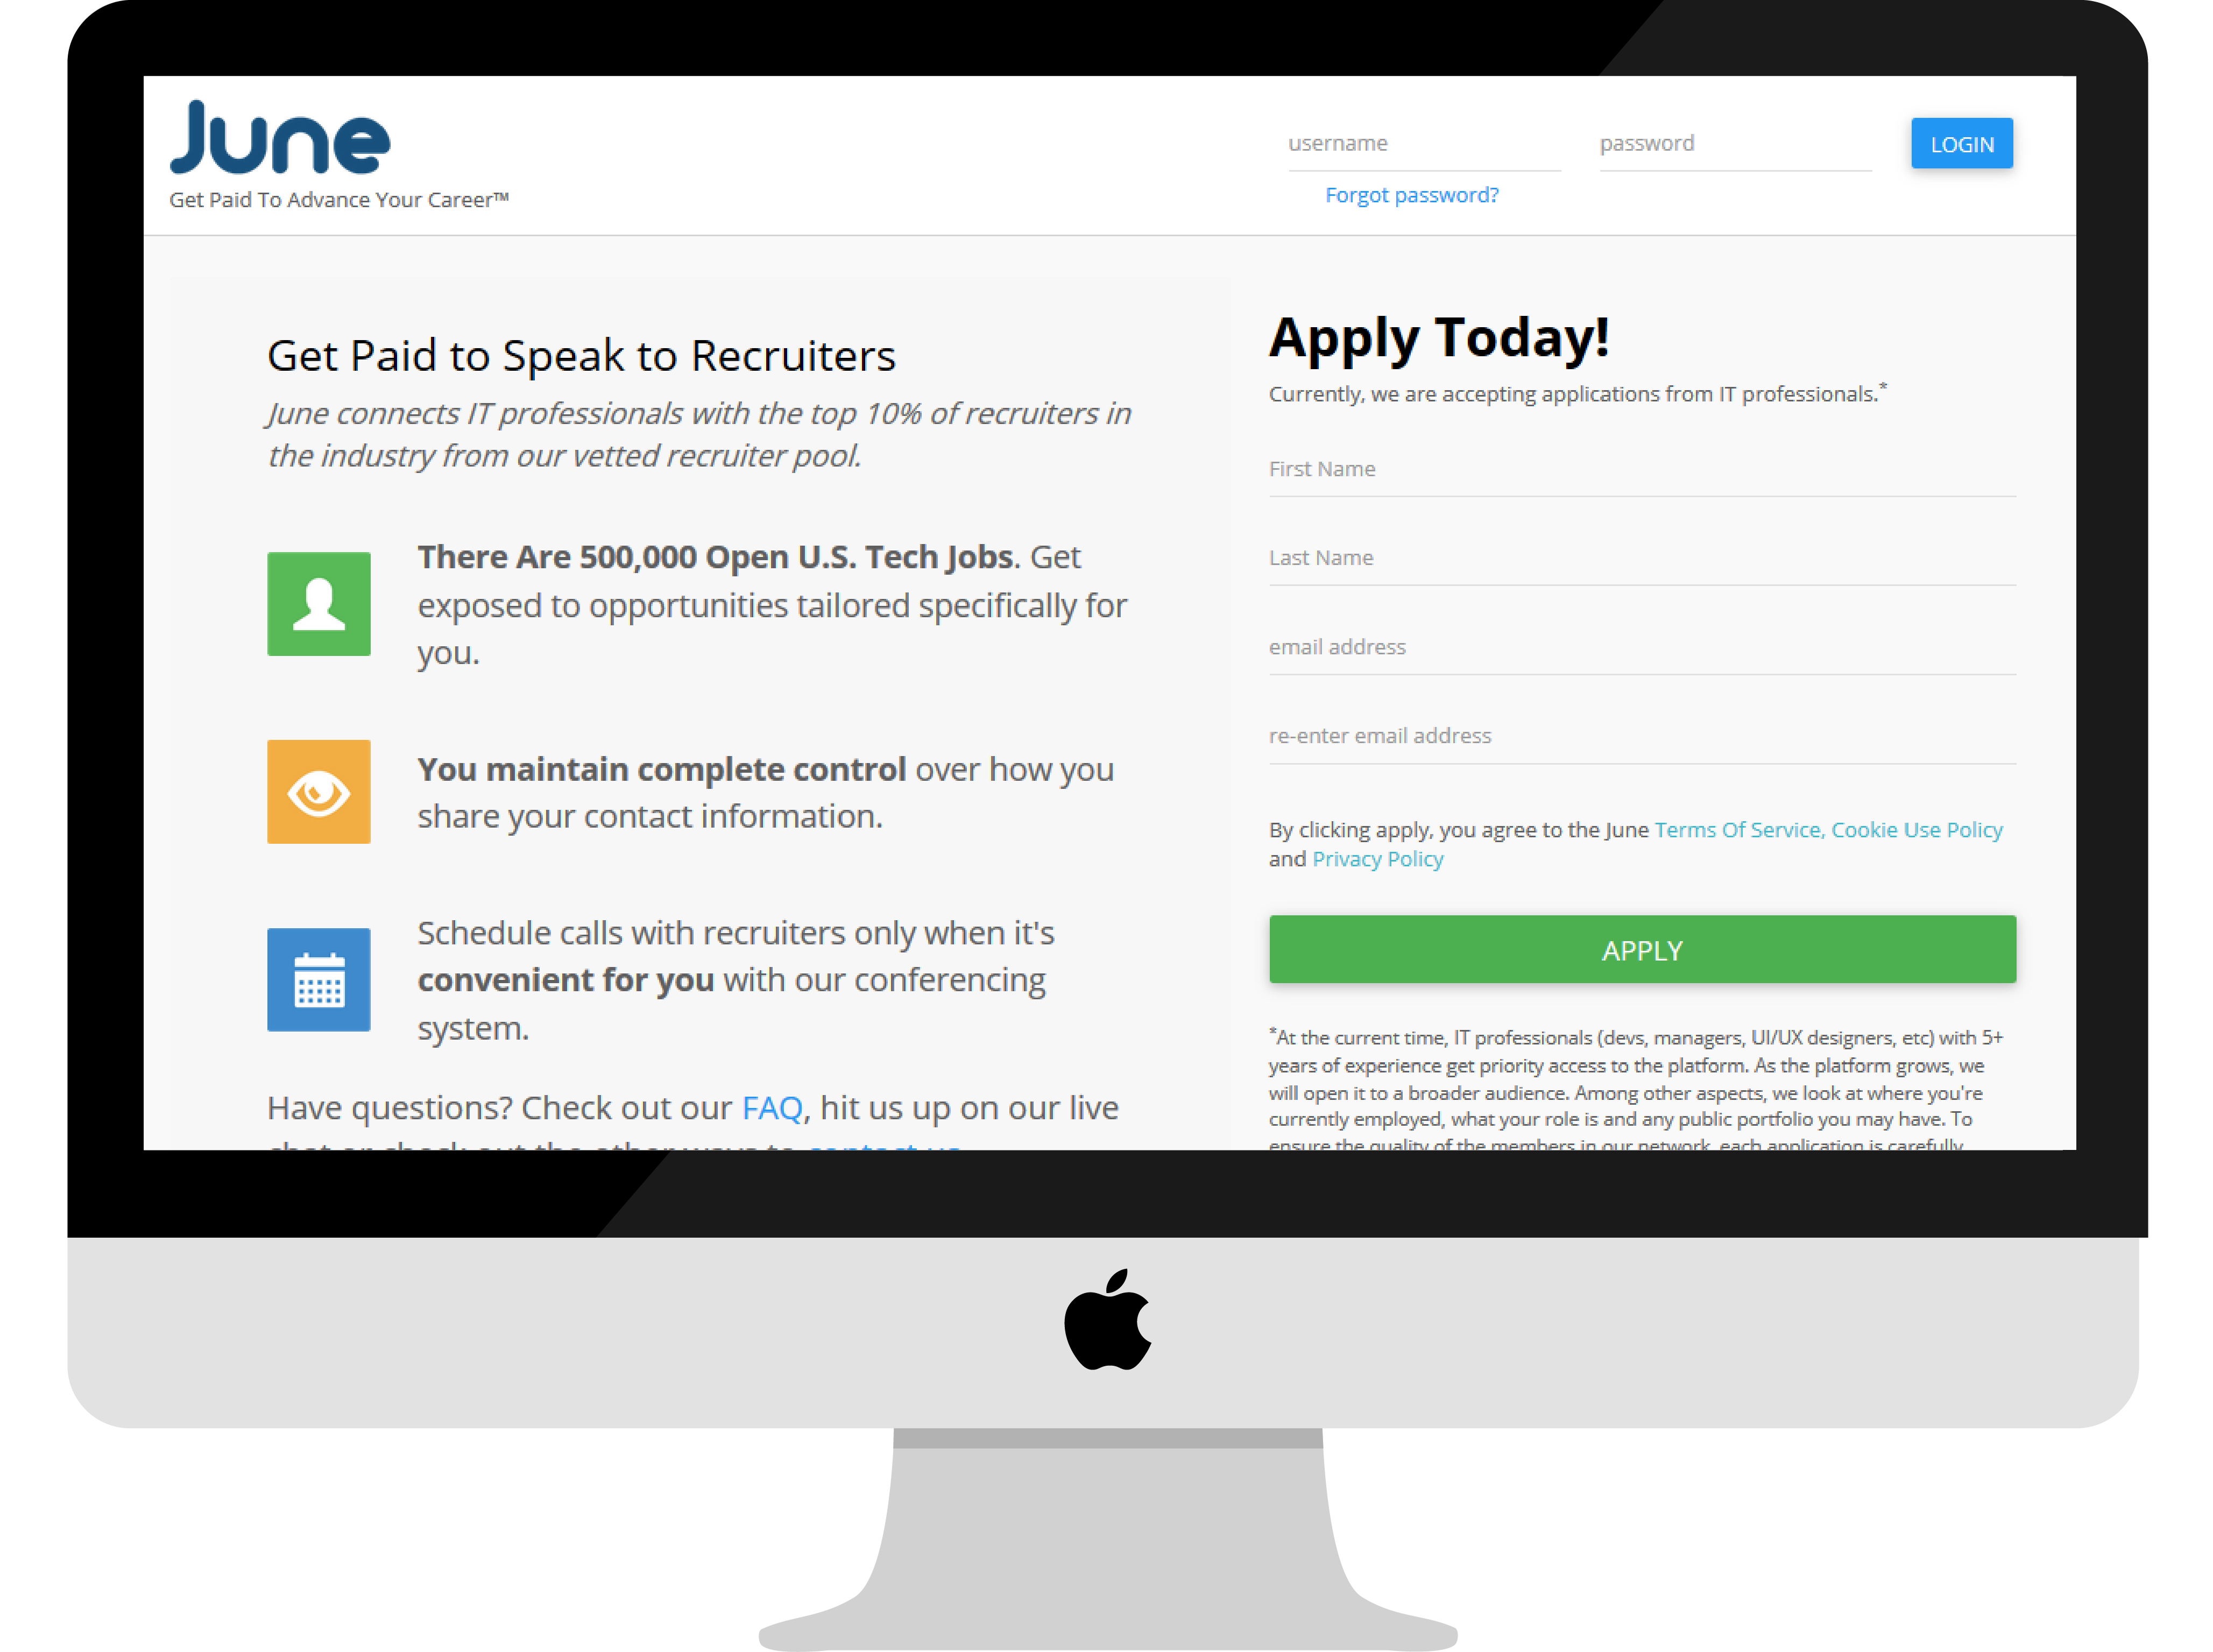 June
Get Paid To Advance Your Career™
username
password
LOGIN
Forgot password?
Get Paid to Speak to Recruiters
June connects IT professionals with the top 10% of recruiters in
the industry from our vetted recruiter pool.
There Are 500,000 Open U.S. Tech Jobs. Get
exposed to opportunities tailored specifically for
you.
You maintain complete control over how you
share your contact information.
Schedule calls with recruiters only when it's
convenient for you with our conferencing
system.
Have questions? Check out our FAQ, hit us up on our live
chat or check out the other ways to contact us
Apply Today!
Currently, we are accepting applications from IT professionals.*
First Name
Last Name
email address
re-enter email address
By clicking apply, you agree to the June Terms Of Service, Cookie Use Policy
and Privacy Policy
APPLY
*At the current time, IT professionals (devs, managers, UI/UX designers, etc) with 5+
years of experience get priority access to the platform. As the platform grows, we
will open it to a broader audience. Among other aspects, we look at where you're
currently employed, what your role is and any public portfolio you may have. To
ensure the quality of the members in our network, each application is carefully